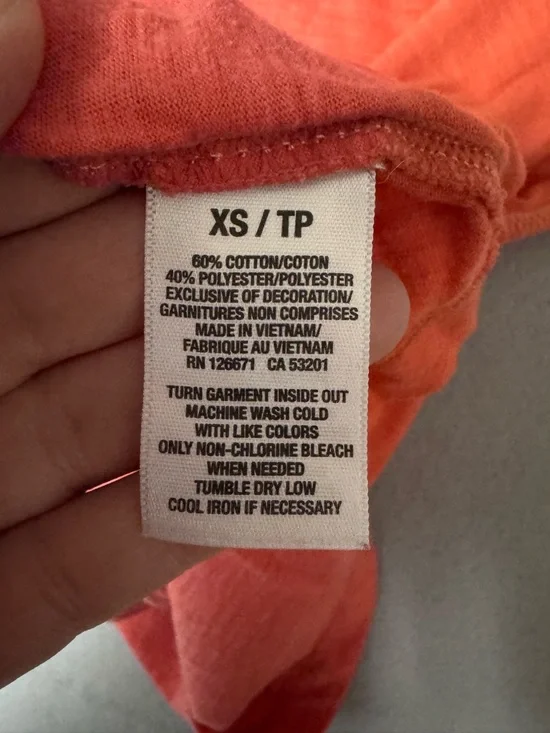 XS / TP
60% COTTON/COTON
40% POLYESTER/POLYESTER
EXCLUSIVE OF DECORATION/
GARNITURES NON COMPRISES
MADE IN VIETNAM/
FABRIQUE AU VIETNAM
RN 126671 CA 53201
TURN GARMENT INSIDE OUT
MACHINE WASH COLD
WITH LIKE COLORS
ONLY NON-CHLORINE BLEACH
WHEN NEEDED
TUMBLE DRY LOW
COOL IRON IF NECESSARY